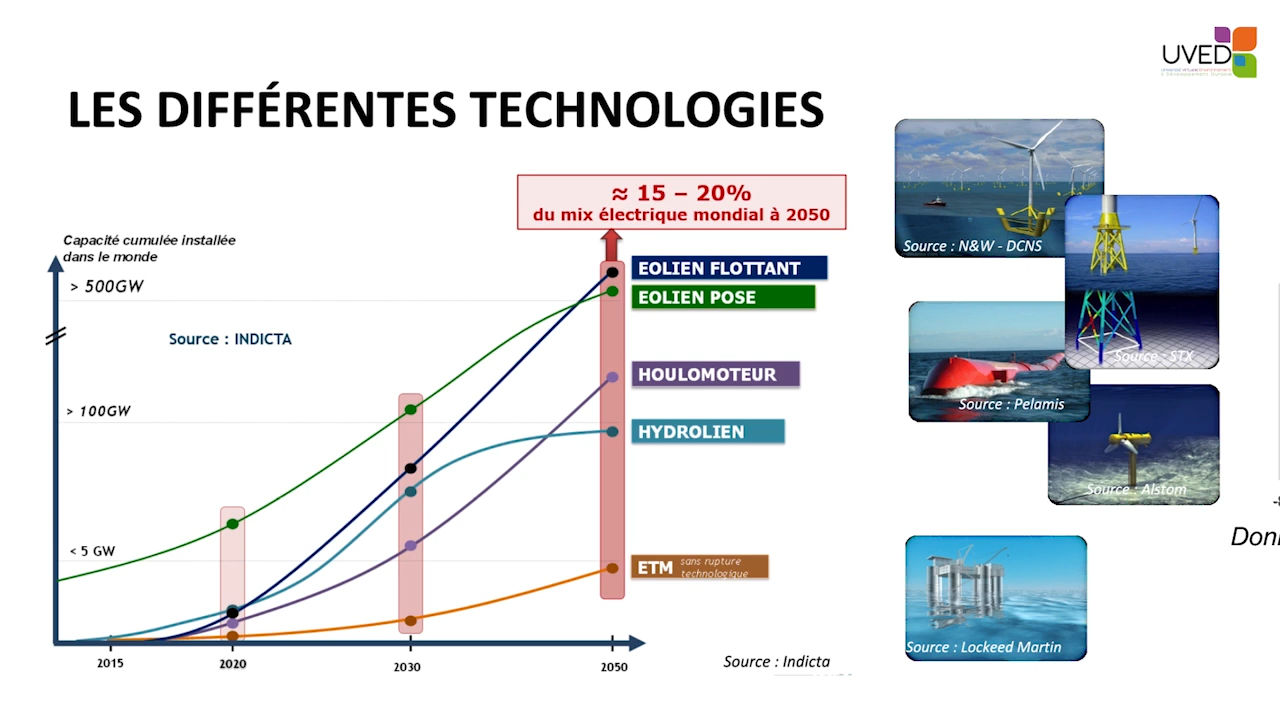 UVED
LES DIFFÉRENTES TECHNOLOGIES
≈ 15 – 20%
du mix électrique mondial à 2050
Capacité cumulée installée
dans le monde
> 500GW
Source : INDICTA
> 100GW
< 5 GW
EOLIEN FLOTTANT
EOLIEN POSE
HOULOMOTEUR
HYDROLIEN
ETM sans rupture
technologique
2015
2020
2030
2050
Source : Indicta
Source : N&W - DCNS
Source : STX
Source : Pelamis
Source : Alstom
Source : Lockeed Martin